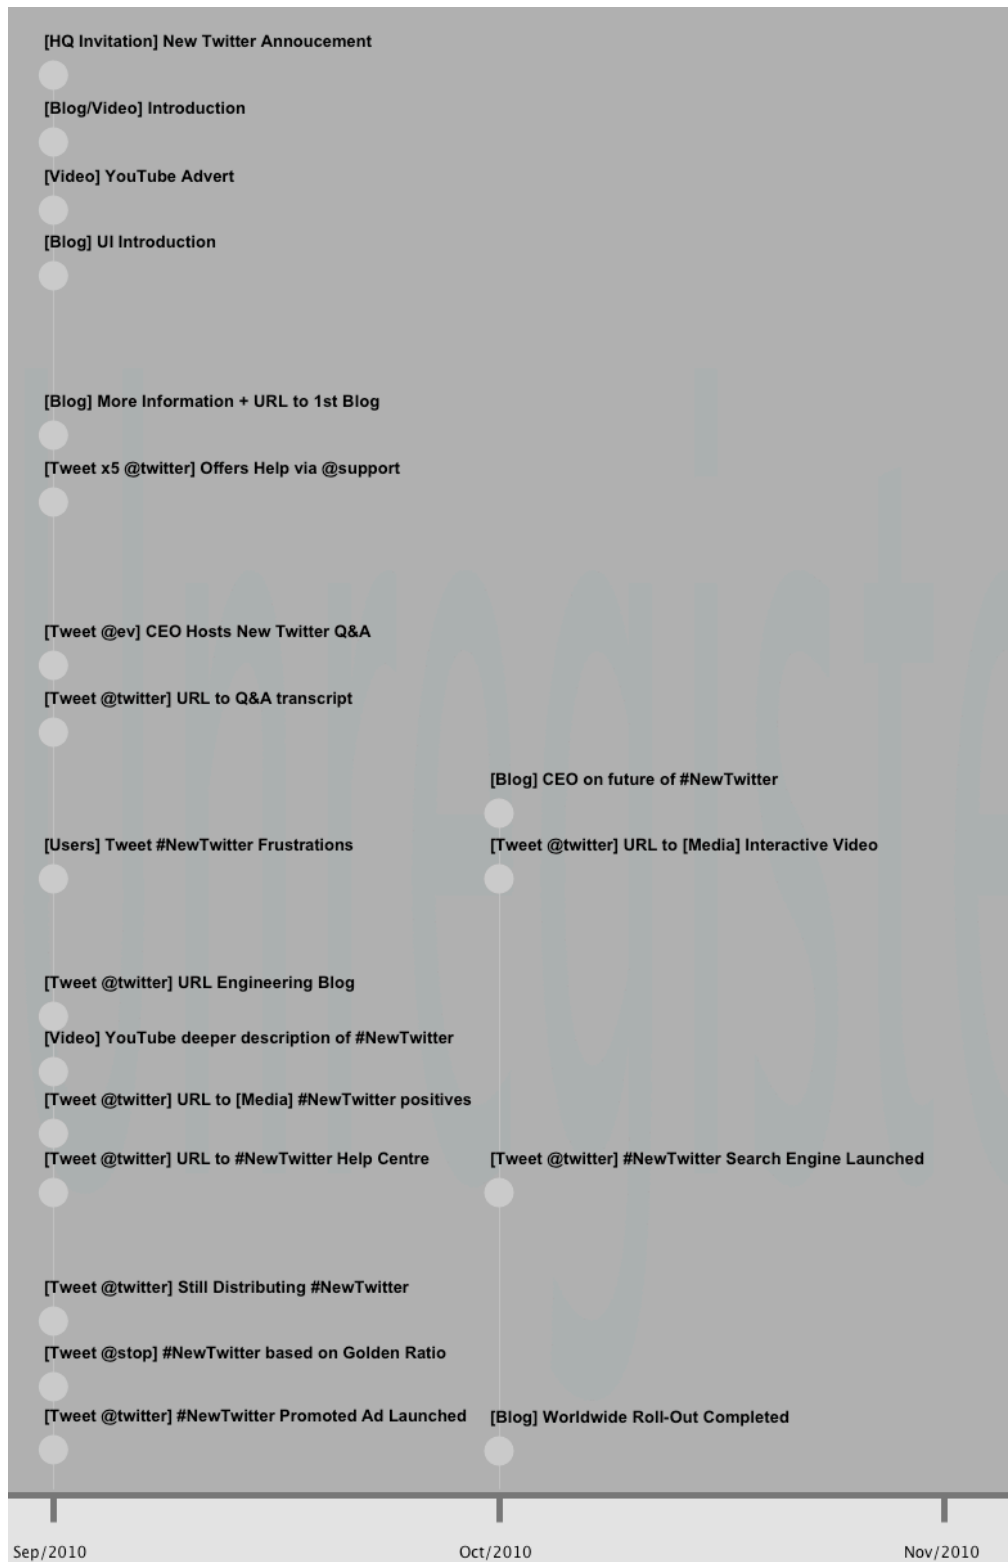 [HQ Invitation] New Twitter Annoucement
[Blog/Video] Introduction
[Video] YouTube Advert
[Blog] UI Introduction
[Blog] More Information + URL to 1st Blog
[Tweet x5 @twitter] Offers Help via @support
[Tweet @ev] CEO Hosts New Twitter Q&A
[Tweet @twitter] URL to Q&A transcript
[Blog] CEO on future of #NewTwitter
[Users] Tweet #NewTwitter Frustrations
[Tweet @twitter] URL to [Media] Interactive Video
[Tweet @twitter] URL Engineering Blog
[Video] YouTube deeper description of #NewTwitter
[Tweet @twitter] URL to [Media] #NewTwitter positives
[Tweet @twitter] URL to #NewTwitter Help Centre
[Tweet @twitter] #NewTwitter Search Engine Launched
[Tweet @twitter] Still Distributing #NewTwitter
[Tweet @stop] #NewTwitter based on Golden Ratio
[Tweet @twitter] #NewTwitter Promoted Ad Launched
[Blog] Worldwide Roll-Out Completed
Sep/2010
Oct/2010
Nov/2010